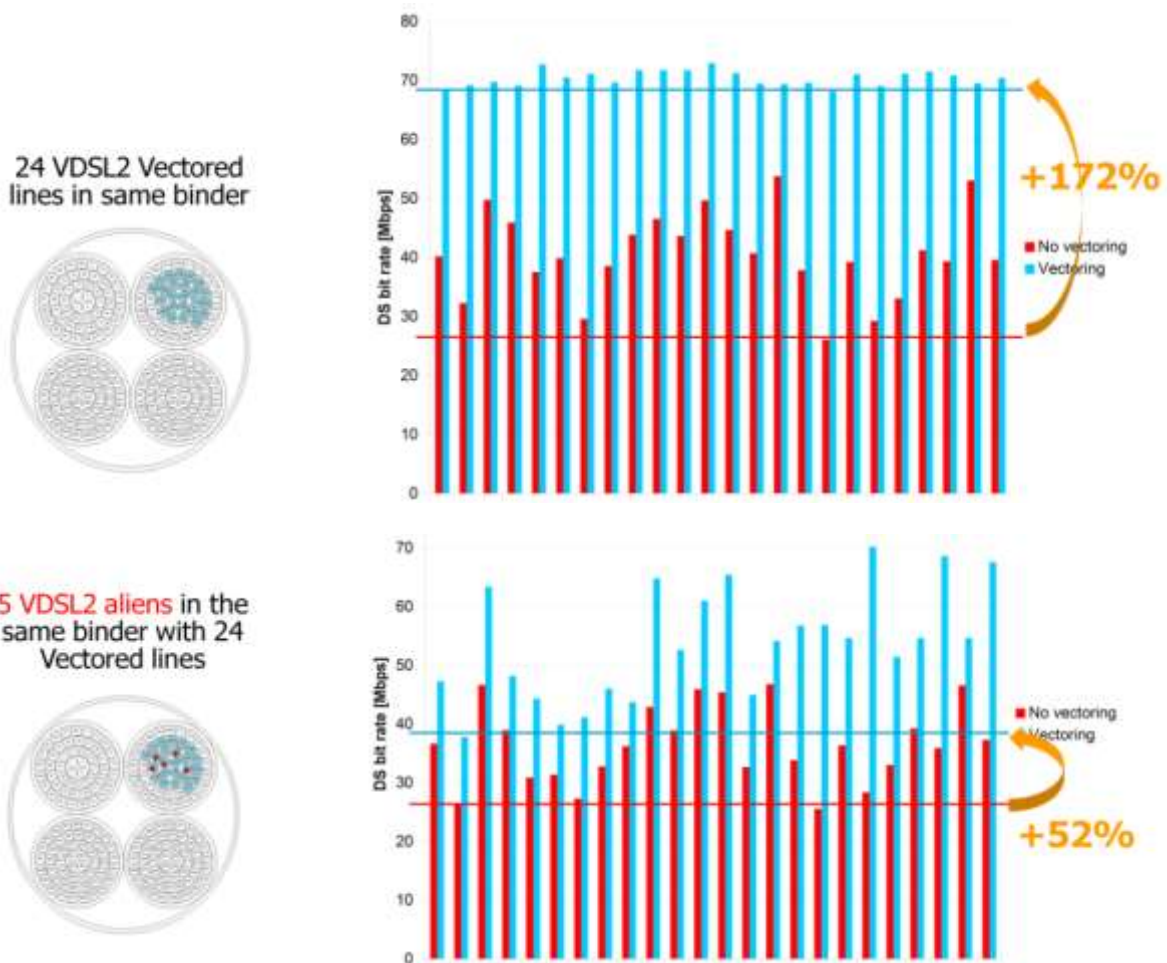 24 VDSL2 Vectored
lines in same binder
80
70
60
50
40
30
20
10
0
DS bit rate [Mbps]
+172%
No vectoring
Vectoring
5 VDSL2 aliens in the
same binder with 24
Vectored lines
70
60
50
40
30
20
10
0
DS bit rate [Mbps]
No vectoring
Vectoring
+52%